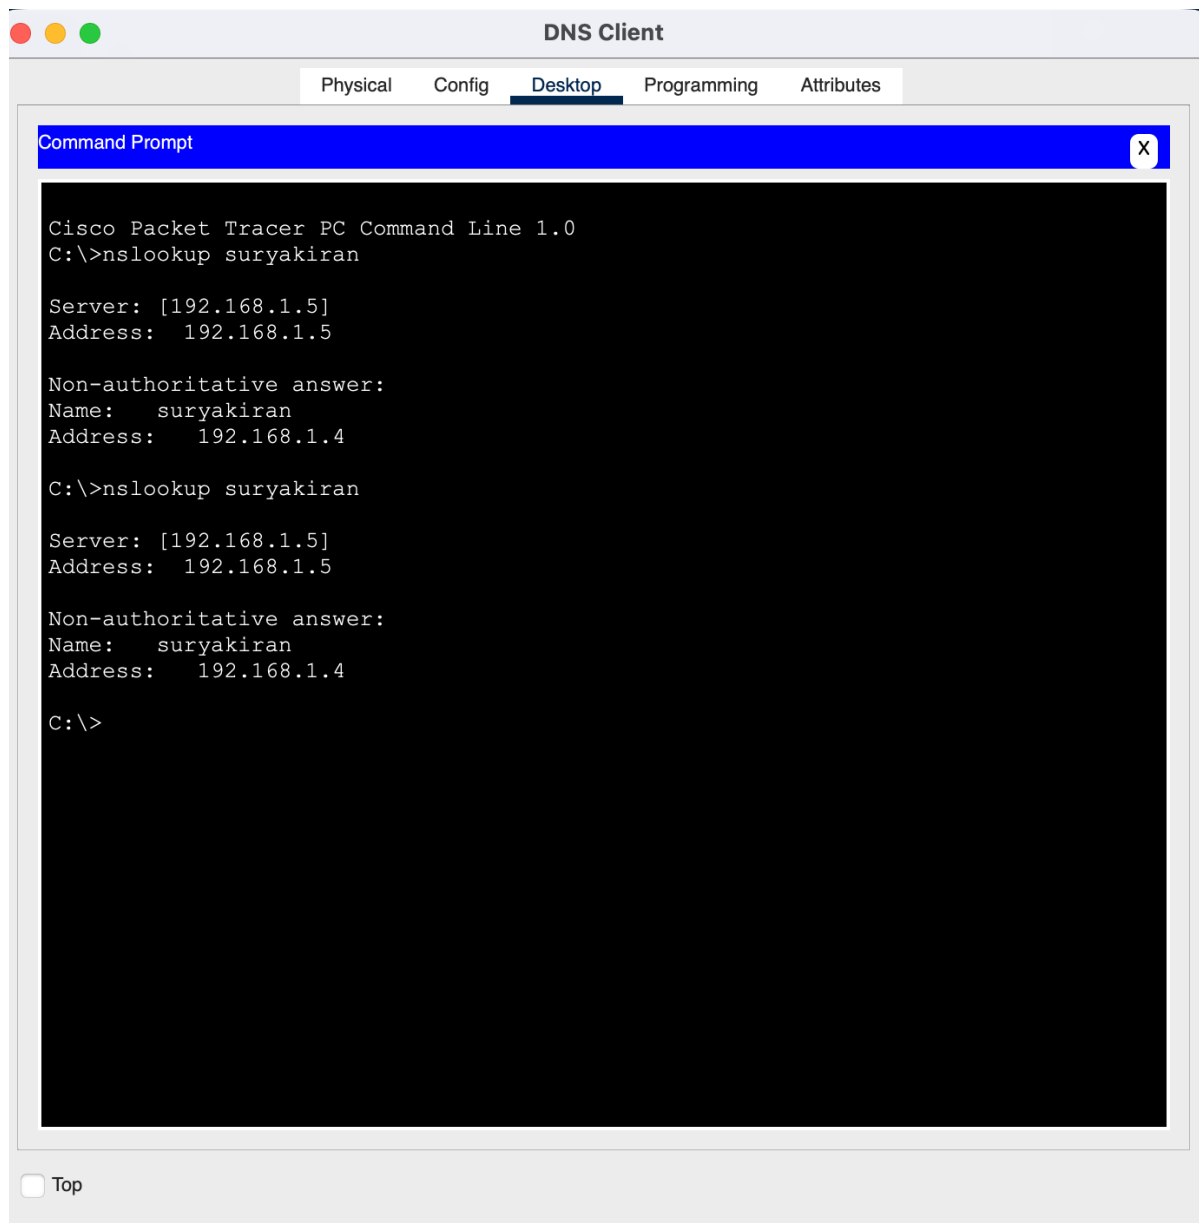 DNS Client
Physical Config Desktop Programming Attributes
Command Prompt
X
Cisco Packet Tracer PC Command Line 1.0
C:\>nslookup suryakiran
Server: [192.168.1.5]
Address:  192.168.1.5
Non-authoritative answer:
Name:   suryakiran
Address:   192.168.1.4
C:\>nslookup suryakiran
Server: [192.168.1.5]
Address:  192.168.1.5
Non-authoritative answer:
Name:   suryakiran
Address:   192.168.1.4
C:\>
Top